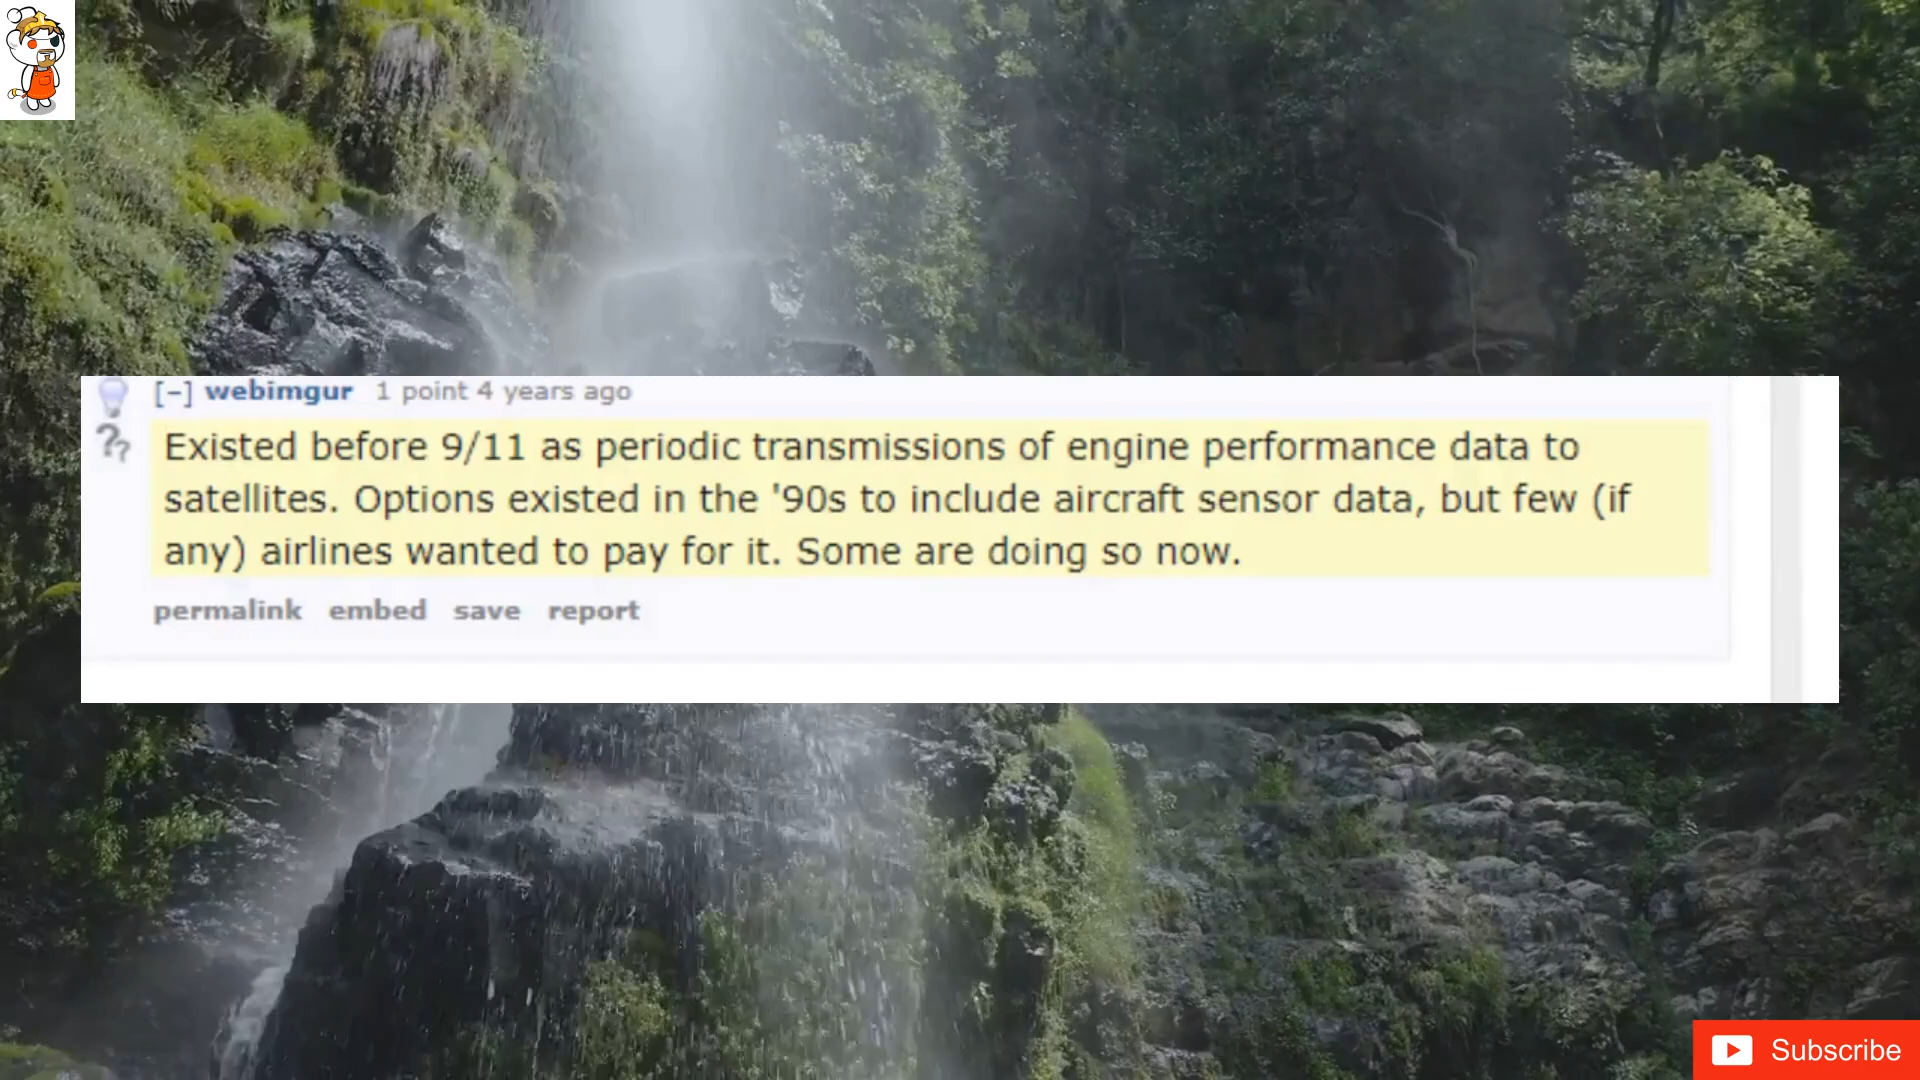 [-] webimgur 1 point 4 years ago
??
Existed before 9/11 as periodic transmissions of engine performance data to
satellites. Options existed in the '90s to include aircraft sensor data, but few (if
any) airlines wanted to pay for it. Some are doing so now.
permalink embed save report
Subscribe